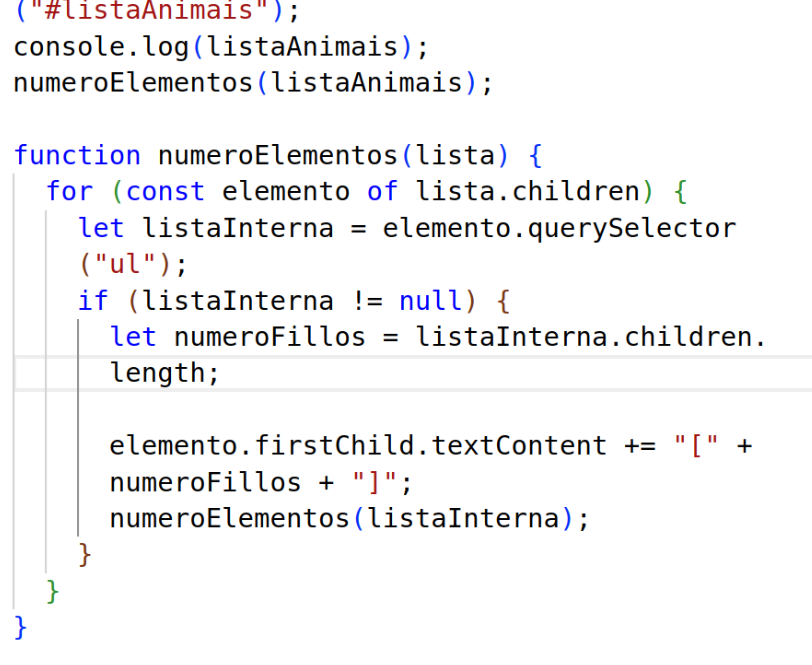 ("#listaAnimais");
console.log(listaAnimais);
numeroElementos(listaAnimais);
function numeroElementos(lista) {
for (const elemento of lista.children) {
let listaInterna = elemento.querySelector
("ul");
if (listaInterna != null) {
let numeroFillos = listaInterna.children.
length;
elemento.firstChild.textContent += "[" +
numeroFillos + "]";
numeroElementos(listaInterna);
}
}
}